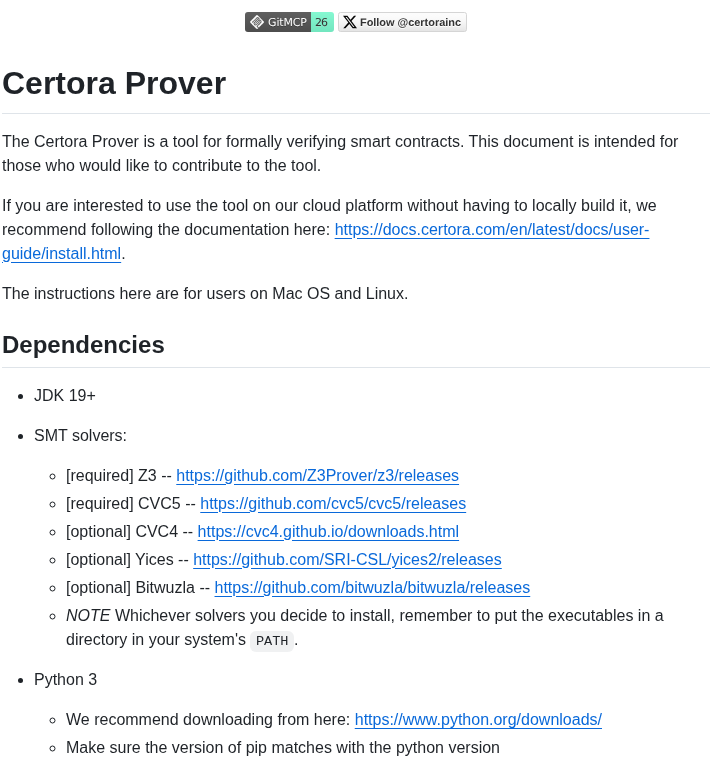 GitMCP 26 Follow @certorainc
Certora Prover
The Certora Prover is a tool for formally verifying smart contracts. This document is intended for
those who would like to contribute to the tool.
If you are interested to use the tool on our cloud platform without having to locally build it, we
recommend following the documentation here: https://docs.certora.com/en/latest/docs/user-
guide/install.html.
The instructions here are for users on Mac OS and Linux.
Dependencies
• JDK 19+
• SMT solvers:
◦ [required] Z3 -- https://github.com/Z3Prover/z3/releases
◦ [required] CVC5 -- https://github.com/cvc5/cvc5/releases
◦ [optional] CVC4 -- https://cvc4.github.io/downloads.html
◦ [optional] Yices -- https://github.com/SRI-CSL/yices2/releases
◦ [optional] Bitwuzla -- https://github.com/bitwuzla/bitwuzla/releases
◦ NOTE Whichever solvers you decide to install, remember to put the executables in a
directory in your system's PATH.
• Python 3
◦ We recommend downloading from here: https://www.python.org/downloads/
◦ Make sure the version of pip matches with the python version